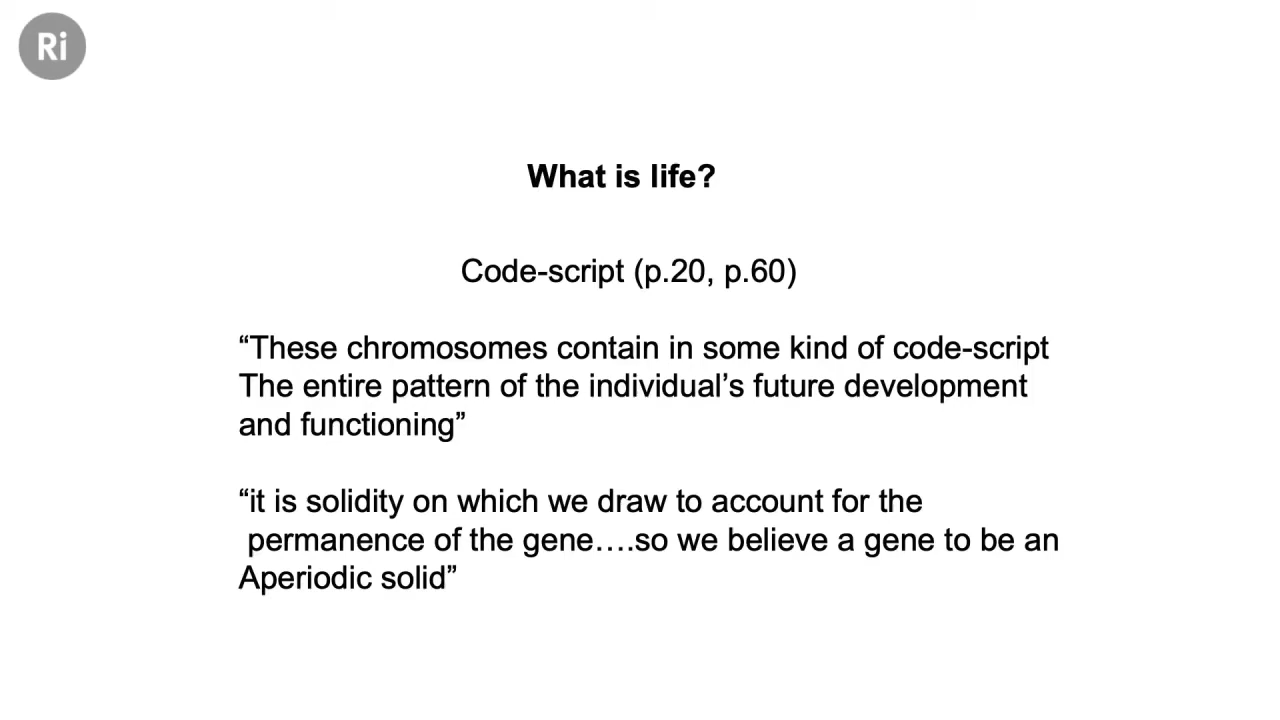 Ri
What is life?
Code-script (p.20, p.60)
“These chromosomes contain in some kind of code-script
The entire pattern of the individual’s future development
and functioning”
“it is solidity on which we draw to account for the
permanence of the gene….so we believe a gene to be an
Aperiodic solid”